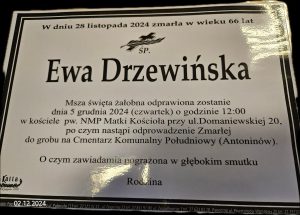 W dniu 28 listopada 2024 zmarła w wieku 66 lat
ŚP.
Ewa Drzewińska
Msza święta żałobna odprawiona zostanie
dnia 5 grudnia 2024 (czwartek) o godzinie 12:00
w kościele pw. NMP Matki Kościoła przy ul.Domaniewskiej 20,
po czym nastąpi odprowadzenie Zmarłej
do grobu na Cmentarz Komunalny Południowy (Antoninów).
O czym zawiadamia pogrążona w głębokim smutku
Rodzina
02.12.2024